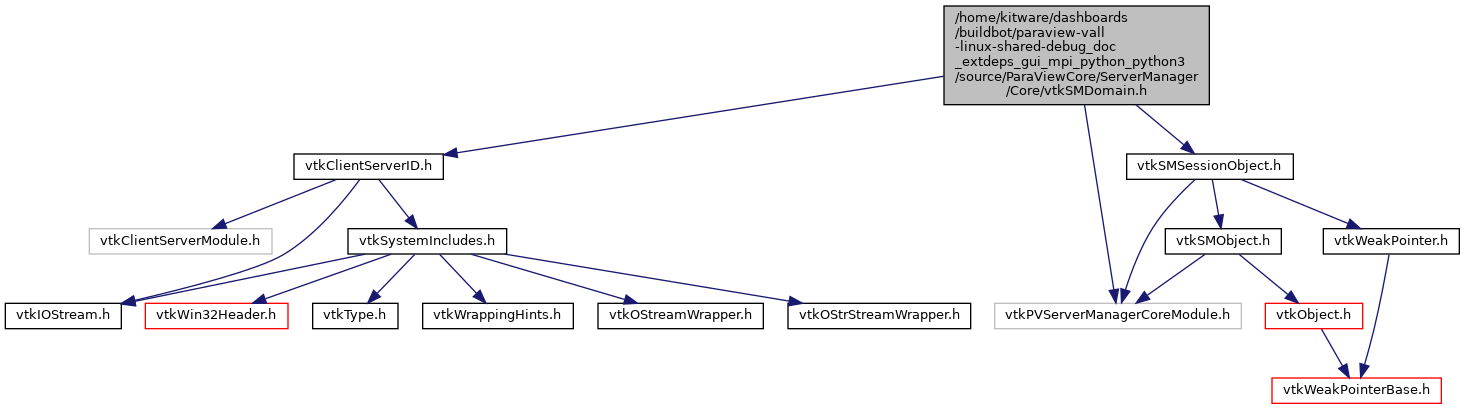 /home/kitware/dashboards
/buildbot/paraview-vall
-linux-shared-debug_doc
_extdeps_gui_mpi_python_python3
/source/ParaViewCore/ServerManager
/Core/vtkSMDomain.h
vtkClientServerID.h
vtkSMSessionObject.h
vtkClientServerModule.h
vtkSystemIncludes.h
vtkSMObject.h
vtkWeakPointer.h
vtkIOStream.h
vtkWin32Header.h
vtkType.h
vtkWrappingHints.h
vtkOStreamWrapper.h
vtkOStrStreamWrapper.h
vtkPVServerManagerCoreModule.h
vtkObject.h
vtkWeakPointerBase.h